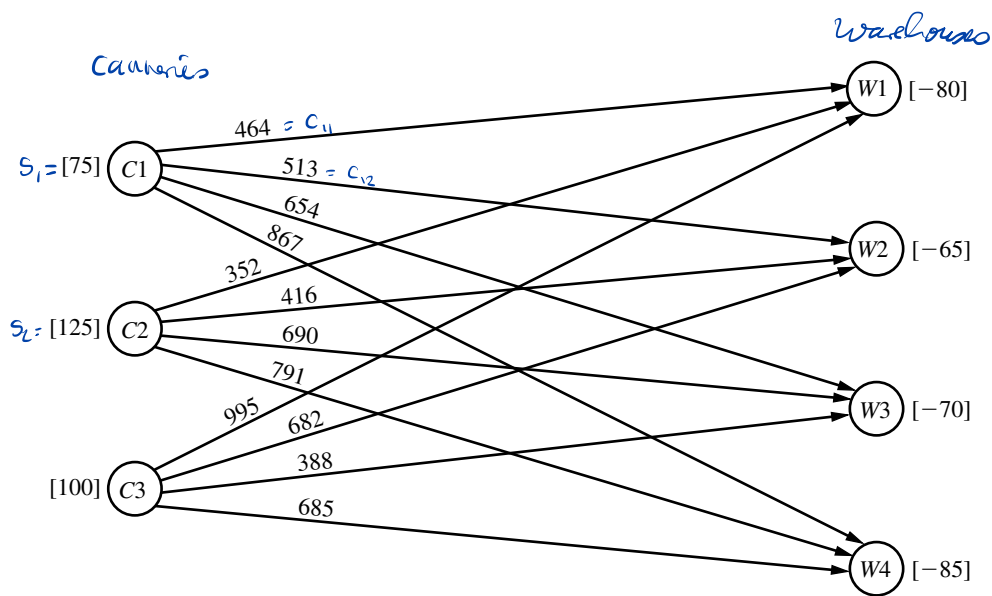 warehouses
W1 [−80]
Canneries
464 = C₁₁
S₁= [75] C1
513 = C₁₂
654
867
W2 [−65]
352
416
S₂= [125] C2
690
791
995
W3 [−70]
682
388
[100] C3
685
W4 [−85]